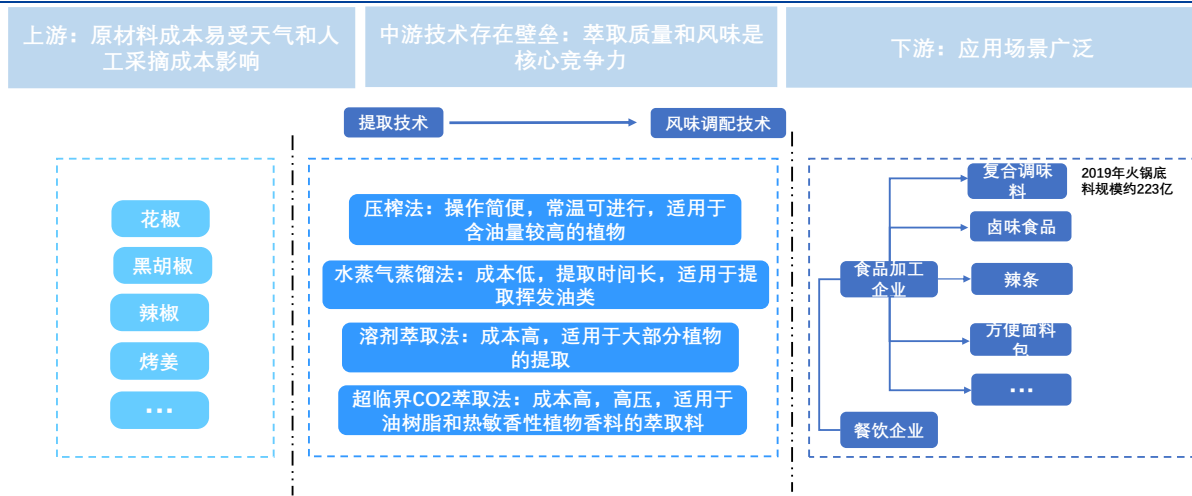 上游：原材料成本易受天气和人
工采摘成本影响
中游技术存在壁垒：萃取质量和风味是
核心竞争力
下游：应用场景广泛
提取技术
风味调配技术
花椒
黑胡椒
辣椒
烤姜
...
压榨法：操作简便，常温可进行，适用于
含油量较高的植物
水蒸气蒸馏法：成本低，提取时间长，适用于提
取挥发油类
溶剂萃取法：成本高，适用于大部分植物
的提取
超临界CO2萃取法：成本高，高压，适用于
油树脂和热敏香性植物香料的萃取料
复合调味
料
2019年火锅底
料规模约223亿
卤味食品
食品加工
企业
辣条
方便面料
包
...
餐饮企业